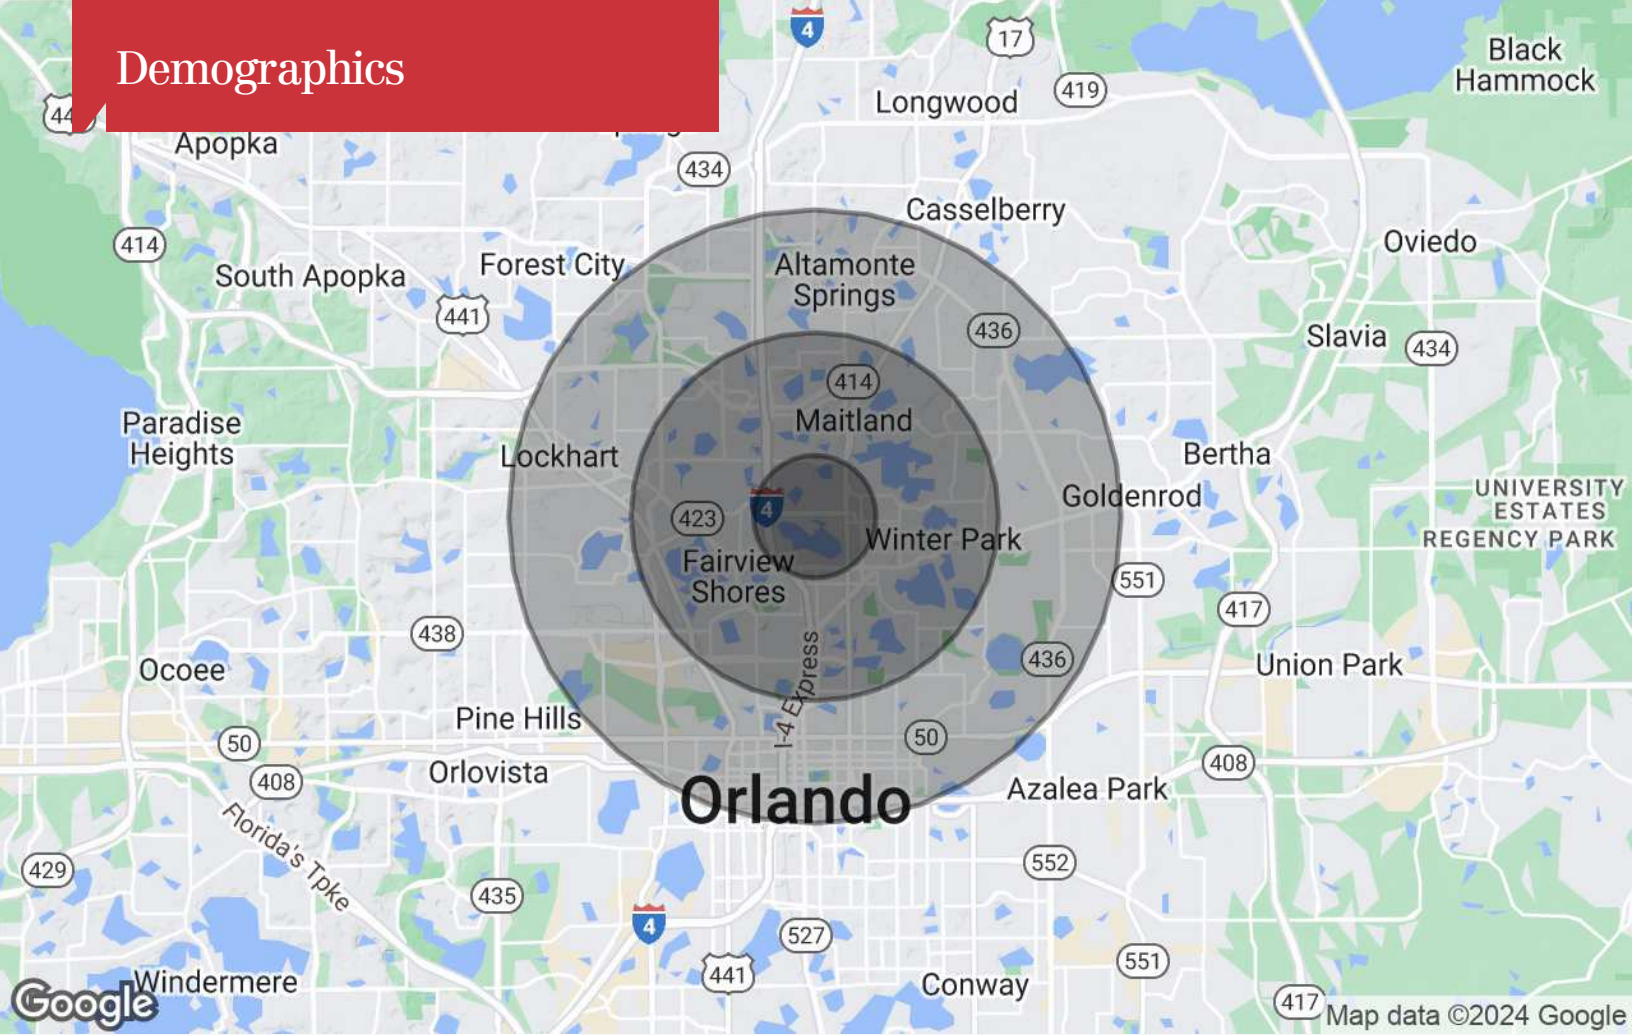 Demographics
4
17
Black
Hammock
419
Longwood
44
Apopka
434
Casselberry
414
Oviedo
Forest City
Altamonte
Springs
South Apopka
441
436
Slavia
434
414
Maitland
Paradise
Heights
Lockhart
Bertha
Goldenrod
UNIVERSITY
ESTATES
REGENCY PARK
4
423
Winter Park
Fairview
Shores
551
417
438
I-4 Express
436
Union Park
Ocoee
Pine Hills
50
50
408
408
Orlovista
Azalea Park
Orlando
Florida's Tpke
429
552
435
4
527
441
551
Conway
Windermere
Google
417
Map data ©2024 Google